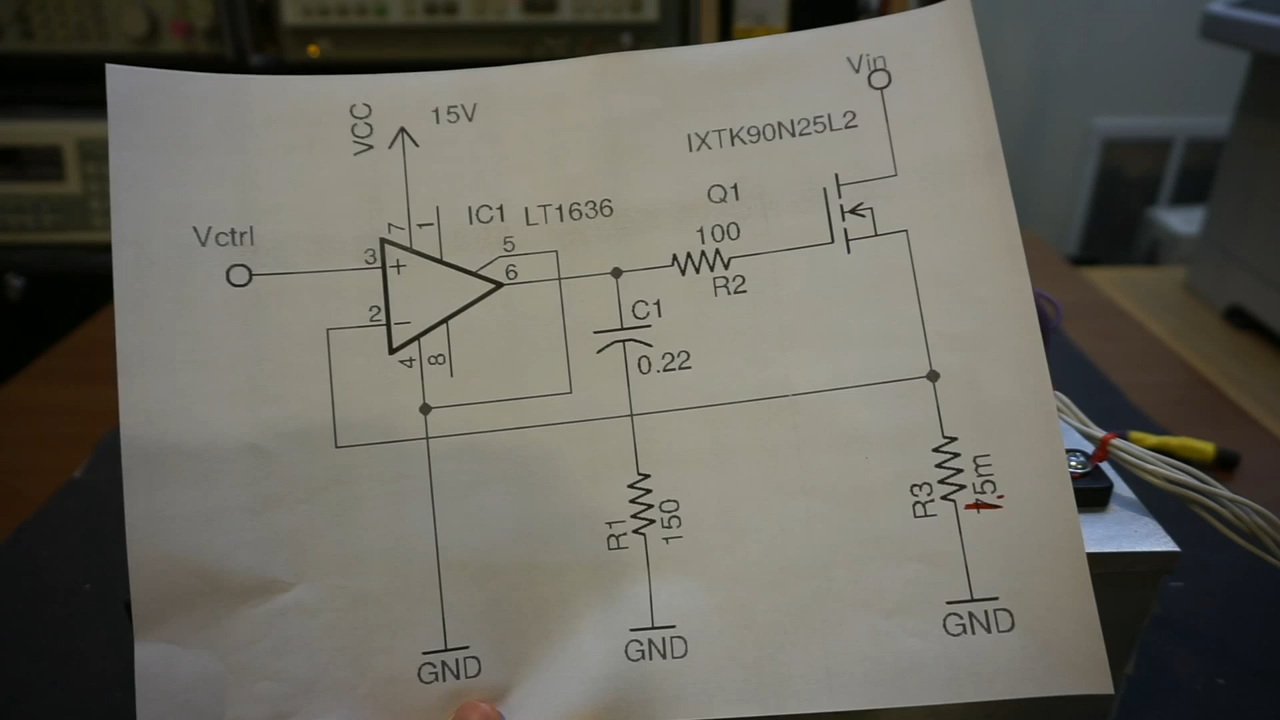 Vin
VCC
15V
IXTK90N25L2
Q1
IC1 LT1636
Vctrl
7
1
100
5
3
+
6
R2
2
-
C1
4
8
0.22
R3
R1
150
GND
GND
GND